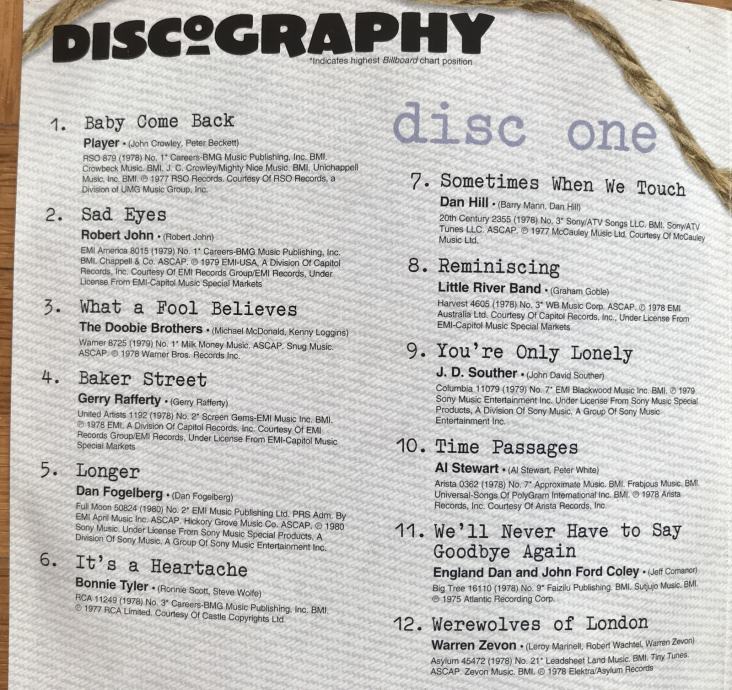 DISCOGRAPHY
*Indicates highest Billboard chart position
disc one
1. Baby Come Back
Player • (John Crowley, Peter Beckett)
RSO 879 (1978) No. 1* Careers-BMG Music Publishing, Inc. BMI.
Crowbeck Music. BMI. J. C. Crowley/Mighty Nice Music. BMI. Unichappell
Music, Inc. BMI. ℗ 1977 RSO Records. Courtesy Of RSO Records, a
Division of UMG Music Group, Inc.
2. Sad Eyes
Robert John • (Robert John)
EMI America 8015 (1979) No. 1* Careers-BMG Music Publishing, Inc.
BMI. Chappell & Co. ASCAP. ℗ 1979 EMI-USA, A Division Of Capitol
Records, Inc. Courtesy Of EMI Records Group/EMI Records, Under
License From EMI-Capitol Music Special Markets
3. What a Fool Believes
The Doobie Brothers • (Michael McDonald, Kenny Loggins)
Warner 8725 (1979) No. 1* Milk Money Music. ASCAP. Snug Music.
ASCAP. ℗ 1978 Warner Bros. Records Inc.
4. Baker Street
Gerry Rafferty • (Gerry Rafferty)
United Artists 1192 (1978) No. 2* Screen Gems-EMI Music Inc. BMI.
℗ 1978 EMI, A Division Of Capitol Records, Inc. Courtesy Of EMI
Records Group/EMI Records, Under License From EMI-Capitol Music
Special Markets
5. Longer
Dan Fogelberg • (Dan Fogelberg)
Full Moon 50824 (1980) No. 2* EMI Music Publishing Ltd. PRS Adm. By
EMI April Music Inc. ASCAP. Hickory Grove Music Co. ASCAP. ℗ 1980
Sony Music. Under License From Sony Music Special Products, A
Division Of Sony Music, A Group Of Sony Music Entertainment Inc.
6. It's a Heartache
Bonnie Tyler • (Ronnie Scott, Steve Wolfe)
RCA 11249 (1978) No. 3* Careers-BMG Music Publishing, Inc. BMI.
℗ 1977 RCA Limited. Courtesy Of Castle Copyrights Ltd.
7. Sometimes When We Touch
Dan Hill • (Barry Mann, Dan Hill)
20th Century 2355 (1978) No. 3* Sony/ATV Songs LLC. BMI. Sony/ATV
Tunes LLC. ASCAP. ℗ 1977 McCauley Music Ltd. Courtesy Of McCauley
Music Ltd.
8. Reminiscing
Little River Band • (Graham Goble)
Harvest 4605 (1978) No. 3* WB Music Corp. ASCAP. ℗ 1978 EMI
Australia Ltd. Courtesy Of Capitol Records, Inc., Under License From
EMI-Capitol Music Special Markets
9. You're Only Lonely
J. D. Souther • (John David Souther)
Columbia 11079 (1979) No. 7* EMI Blackwood Music Inc. BMI. ℗ 1979
Sony Music Entertainment Inc. Under License From Sony Music Special
Products, A Division Of Sony Music, A Group Of Sony Music
Entertainment Inc.
10. Time Passages
Al Stewart • (Al Stewart, Peter White)
Arista 0362 (1978) No. 7* Approximate Music. BMI. Frabjous Music. BMI.
Universal-Songs Of PolyGram International Inc. BMI. ℗ 1978 Arista
Records, Inc. Courtesy Of Arista Records, Inc.
11. We'll Never Have to Say
Goodbye Again
England Dan and John Ford Coley • (Jeff Comanor)
Big Tree 16110 (1978) No. 9* Faizilu Publishing. BMI. Sutjujo Music. BMI.
℗ 1975 Atlantic Recording Corp.
12. Werewolves of London
Warren Zevon • (Leroy Marinell, Robert Wachtel, Warren Zevon)
Asylum 45472 (1978) No. 21* Leadsheet Land Music. BMI. Tiny Tunes.
ASCAP. Zevon Music. BMI. ℗ 1978 Elektra/Asylum Records